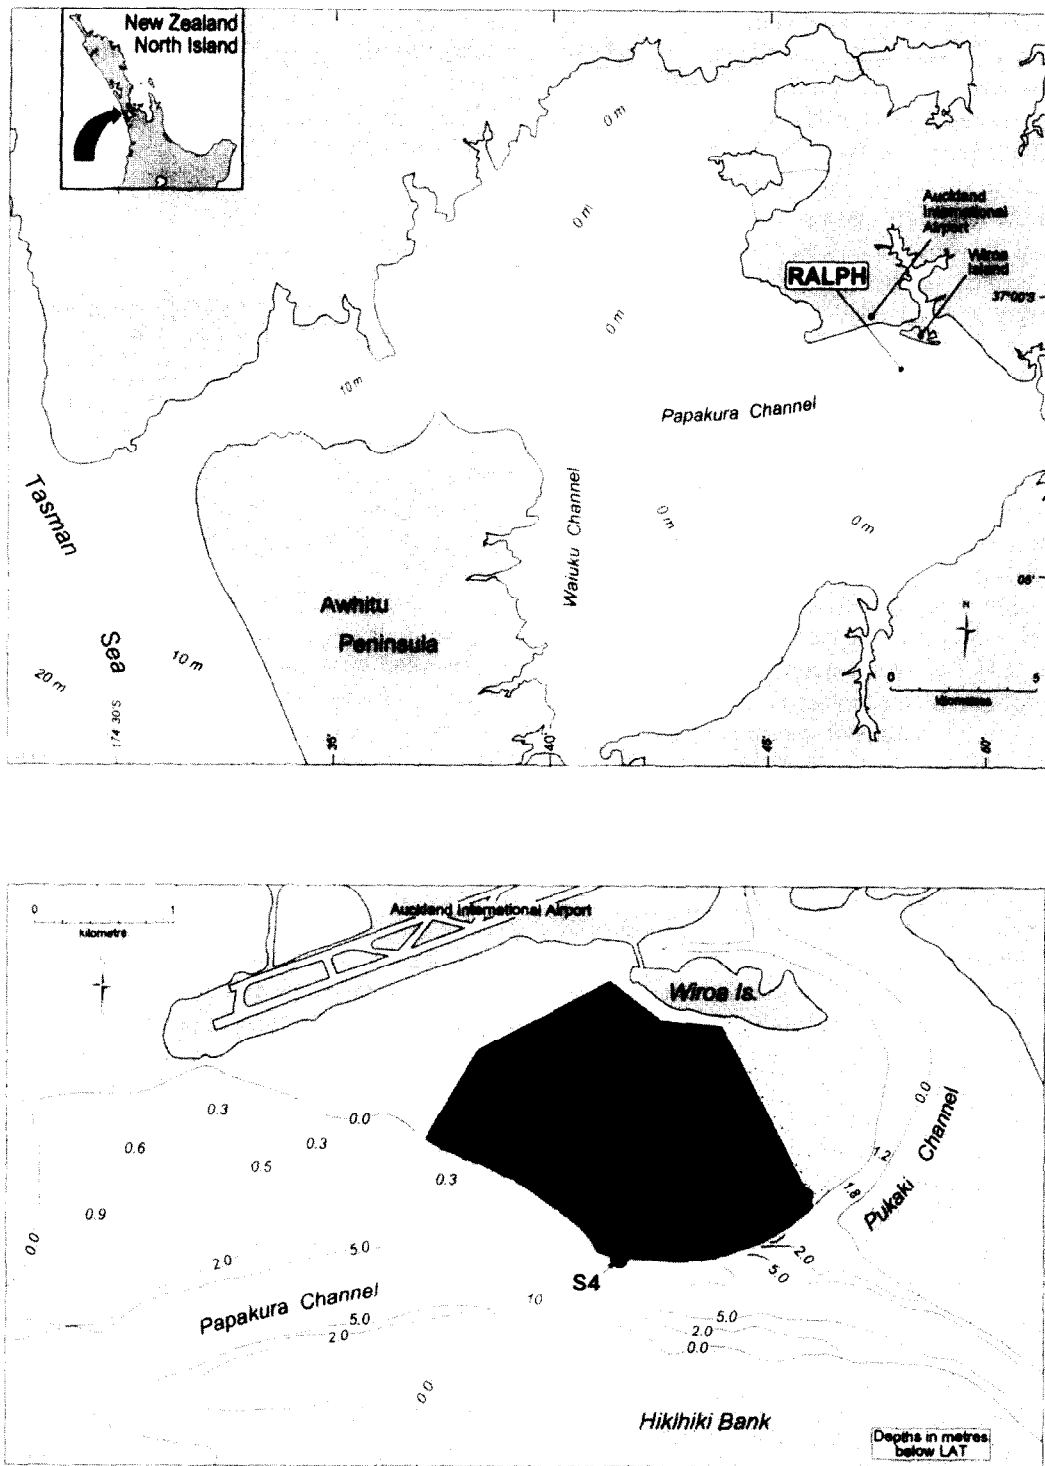 New Zealand
North Island
0 m
0 m
0 m
Auckland
International
Airport
Wiroa
Island
RALPH
37°00'S
10 m
Papakura Channel
Tasman
Sea
Waiuku Channel
0 m
0 m
05'
Awhitu
Peninsula
N
10 m
20 m
0 5
kilometres
174 30'S
35'
40'
45'
50'
0 1
kilometre
Auckland International Airport
Wiroa Is.
0.3
0.0
0.6
0.3
0.5
0.3
0.0
1.2
1.8
Pukaki Channel
0.9
0.0
2.0
5.0
2.0
5.0
S4
Papakura Channel
10
5.0
2.0
5.0
2.0
0.0
0.0
Hikihiki Bank
Depths in metres
below LAT